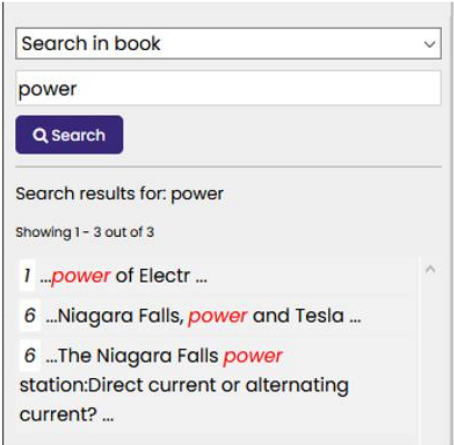 Search in book
power
Search
Search results for: power
Showing 1 - 3 out of 3
1 ...power of Electr ...
6 ...Niagara Falls, power and Tesla ...
6 ...The Niagara Falls power
station:Direct current or alternating
current? ...